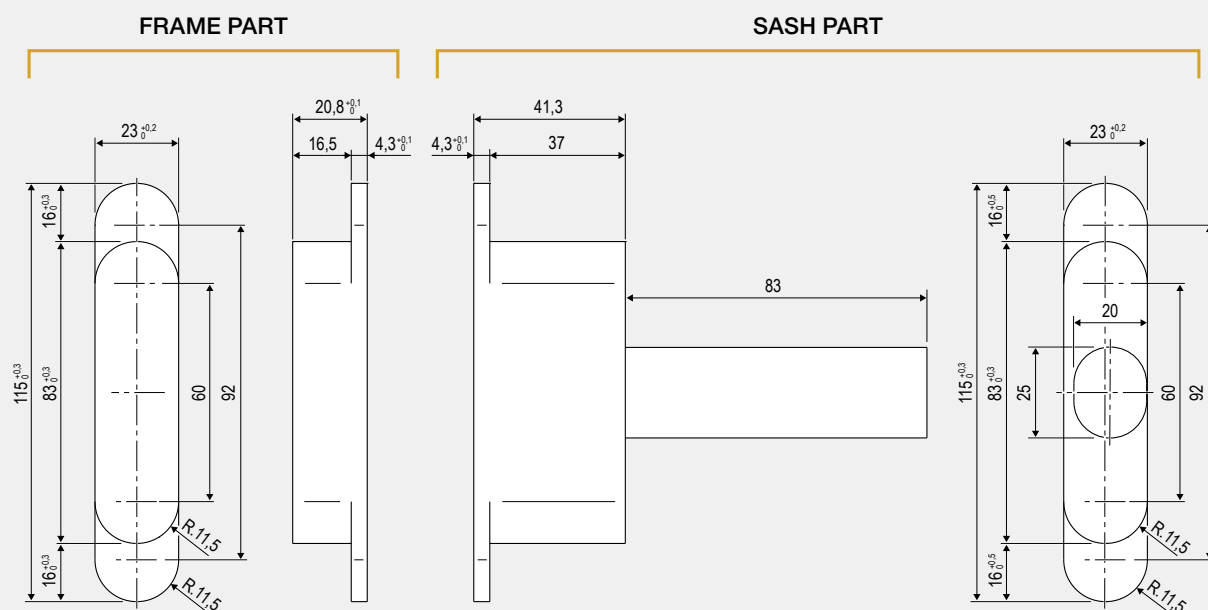 FRAME PART
SASH PART
20,8 +0,1 0
41,3
23 +0,2 0
16,5
4,3 +0,1 0
4,3 +0,1 0
37
23 +0,2 0
16 +0,3 0
16 +0,5 0
83
20
115 +0,3 0
83 +0,3 0
60
92
115 +0,3 0
83 +0,3 0
25
60
92
R.11,5
R.11,5
16 +0,3 0
16 +0,5 0
R.11,5
R.11,5